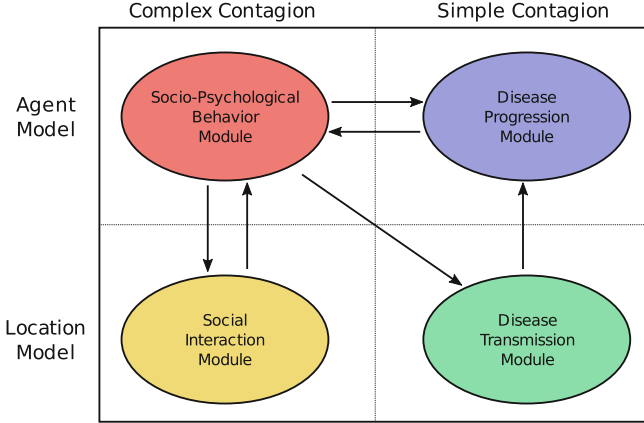 Complex Contagion
Simple Contagion
Agent
Model
Socio-Psychological
Behavior
Module
Disease
Progression
Module
Location
Model
Social
Interaction
Module
Disease
Transmission
Module